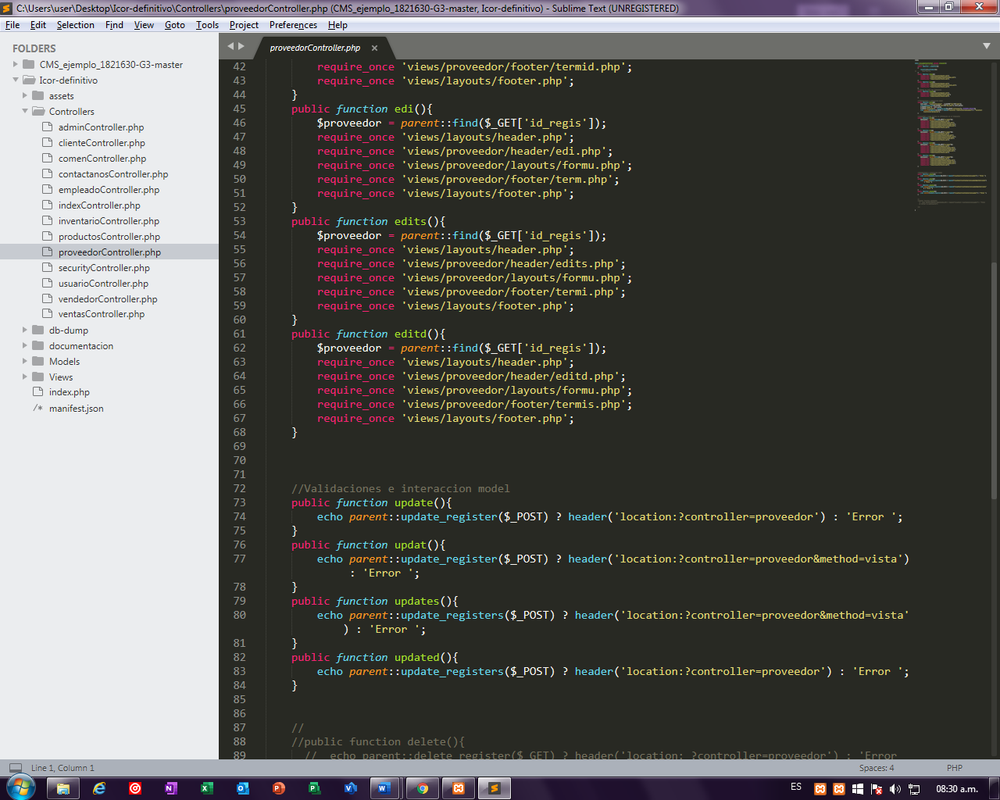 C:\Users\user\Desktop\Icor-definitivo\Controllers\proveedorController.php (CMS_ejemplo_1821630-G3-master, Icor-definitivo) - Sublime Text (UNREGISTERED)
File Edit Selection Find View Goto Tools Project Preferences Help
FOLDERS
CMS_ejemplo_1821630-G3-master
Icor-definitivo
assets
Controllers
adminController.php
clienteController.php
comenController.php
contactanosController.php
empleadoController.php
indexController.php
inventarioController.php
productosController.php
proveedorController.php
securityController.php
usuarioController.php
vendedorController.php
ventasController.php
db-dump
documentacion
Models
Views
index.php
/* manifest.json
proveedorController.php ×
42 require_once 'views/proveedor/footer/termid.php';
43 require_once 'views/layouts/footer.php';
44 }
45 public function edi(){
46 $proveedor = parent::find($_GET['id_regis']);
47 require_once 'views/layouts/header.php';
48 require_once 'views/proveedor/header/edi.php';
49 require_once 'views/proveedor/layouts/formu.php';
50 require_once 'views/proveedor/footer/term.php';
51 require_once 'views/layouts/footer.php';
52 }
53 public function edits(){
54 $proveedor = parent::find($_GET['id_regis']);
55 require_once 'views/layouts/header.php';
56 require_once 'views/proveedor/header/edits.php';
57 require_once 'views/proveedor/layouts/formu.php';
58 require_once 'views/proveedor/footer/termi.php';
59 require_once 'views/layouts/footer.php';
60 }
61 public function editd(){
62 $proveedor = parent::find($_GET['id_regis']);
63 require_once 'views/layouts/header.php';
64 require_once 'views/proveedor/header/editd.php';
65 require_once 'views/proveedor/layouts/formu.php';
66 require_once 'views/proveedor/footer/termis.php';
67 require_once 'views/layouts/footer.php';
68 }
69
70
71
72 //Validaciones e interaccion model
73 public function update(){
74 echo parent::update_register($_POST) ? header('location:?controller=proveedor') : 'Error ';
75 }
76 public function updat(){
77 echo parent::update_register($_POST) ? header('location:?controller=proveedor&method=vista')
: 'Error ';
78 }
79 public function updates(){
80 echo parent::update_registers($_POST) ? header('location:?controller=proveedor&method=vista'
) : 'Error ';
81 }
82 public function updated(){
83 echo parent::update_registers($_POST) ? header('location:?controller=proveedor') : 'Error ';
84 }
85
86
87 //
88 //public function delete(){
89 // echo parent::delete_register($_GET) ? header('location: ?controller=proveedor') : 'Error
Line 1, Column 1
Spaces: 4
PHP
ES
08:30 a.m.